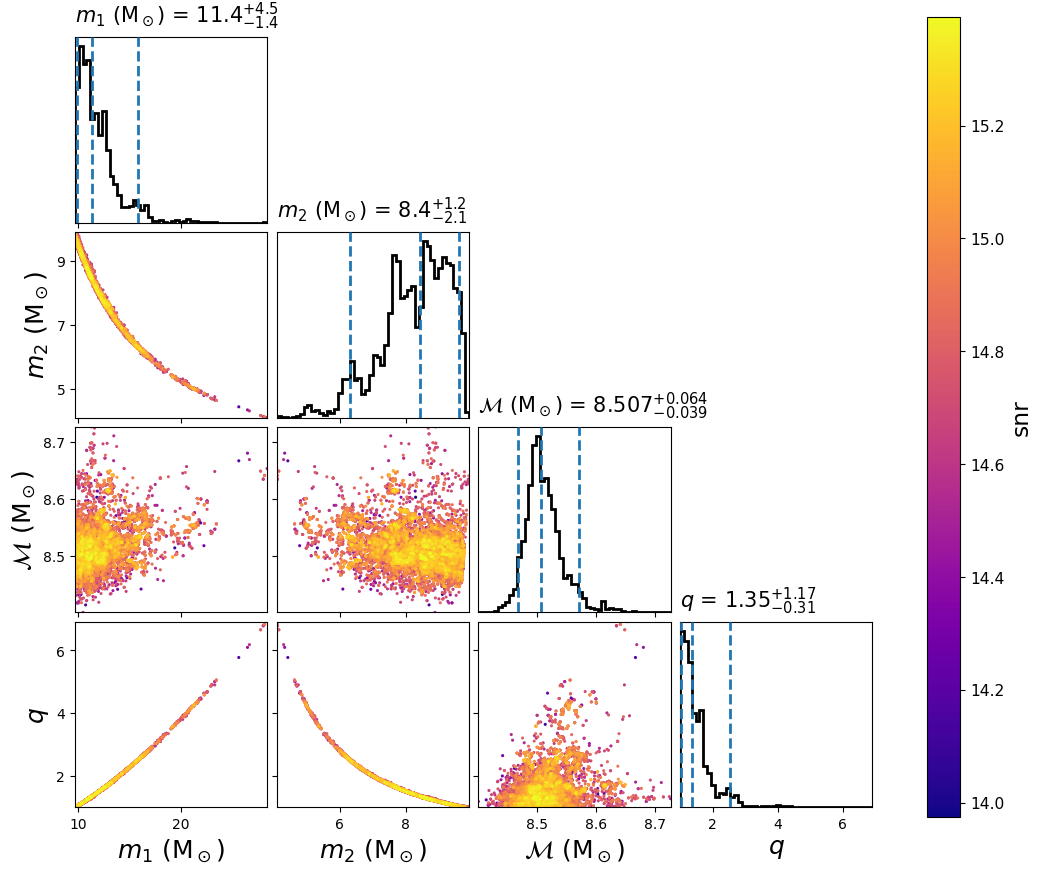 m₁ (M⊙) = 11.4+4.5−1.4
m₂ (M⊙) = 8.4+1.2−2.1
9
7
5
m₂ (M⊙)
ℳ (M⊙) = 8.507+0.064−0.039
8.7
8.6
8.5
ℳ (M⊙)
q = 1.35+1.17−0.31
6
4
2
q
10 20
m₁ (M⊙)
6 8
m₂ (M⊙)
8.5 8.6 8.7
ℳ (M⊙)
2 4 6
q
15.2
15.0
14.8
14.6
14.4
14.2
14.0
snr